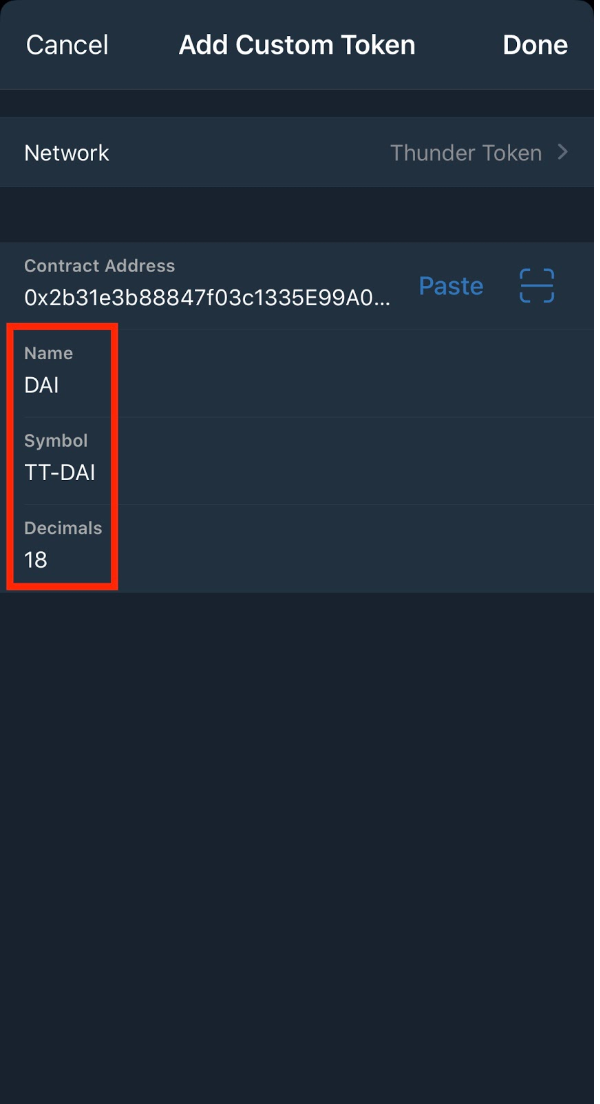 Cancel Add Custom Token Done
Network Thunder Token
Contract Address
0x2b31e3b88847f03c1335E99A0... Paste
Name
DAI
Symbol
TT-DAI
Decimals
18